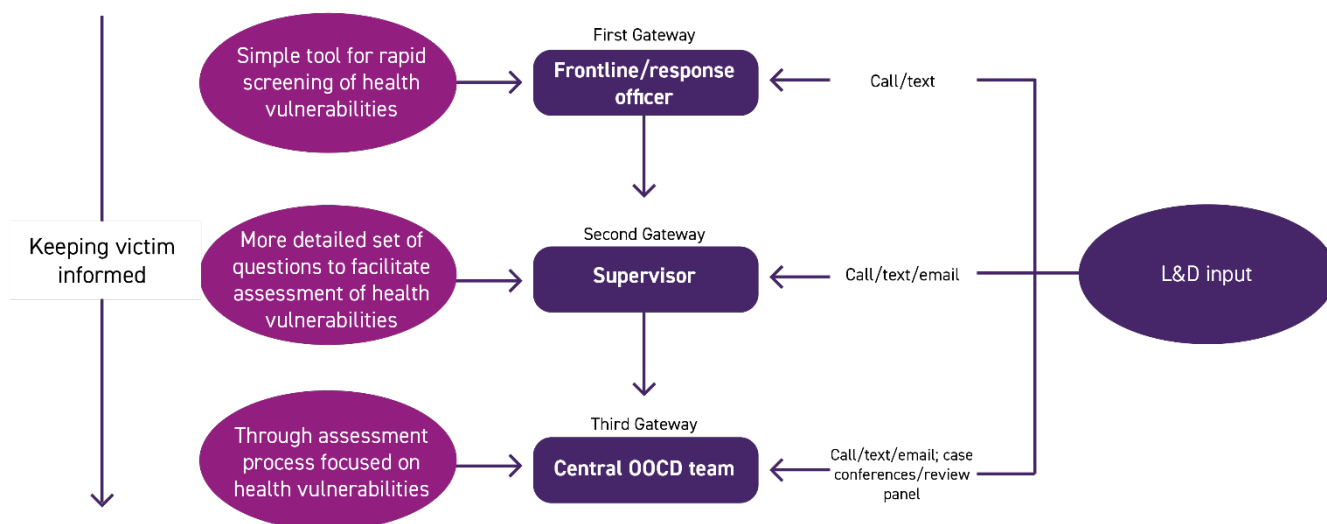 Simple tool for rapid
screening of health
vulnerabilities
First Gateway
Frontline/response
officer
Call/text
Keeping victim
informed
More detailed set of
questions to facilitate
assessment of health
vulnerabilities
Second Gateway
Supervisor
Call/text/email
L&D input
Through assessment
process focused on
health vulnerabilities
Third Gateway
Central OOCD team
Call/text/email; case
conferences/review
panel